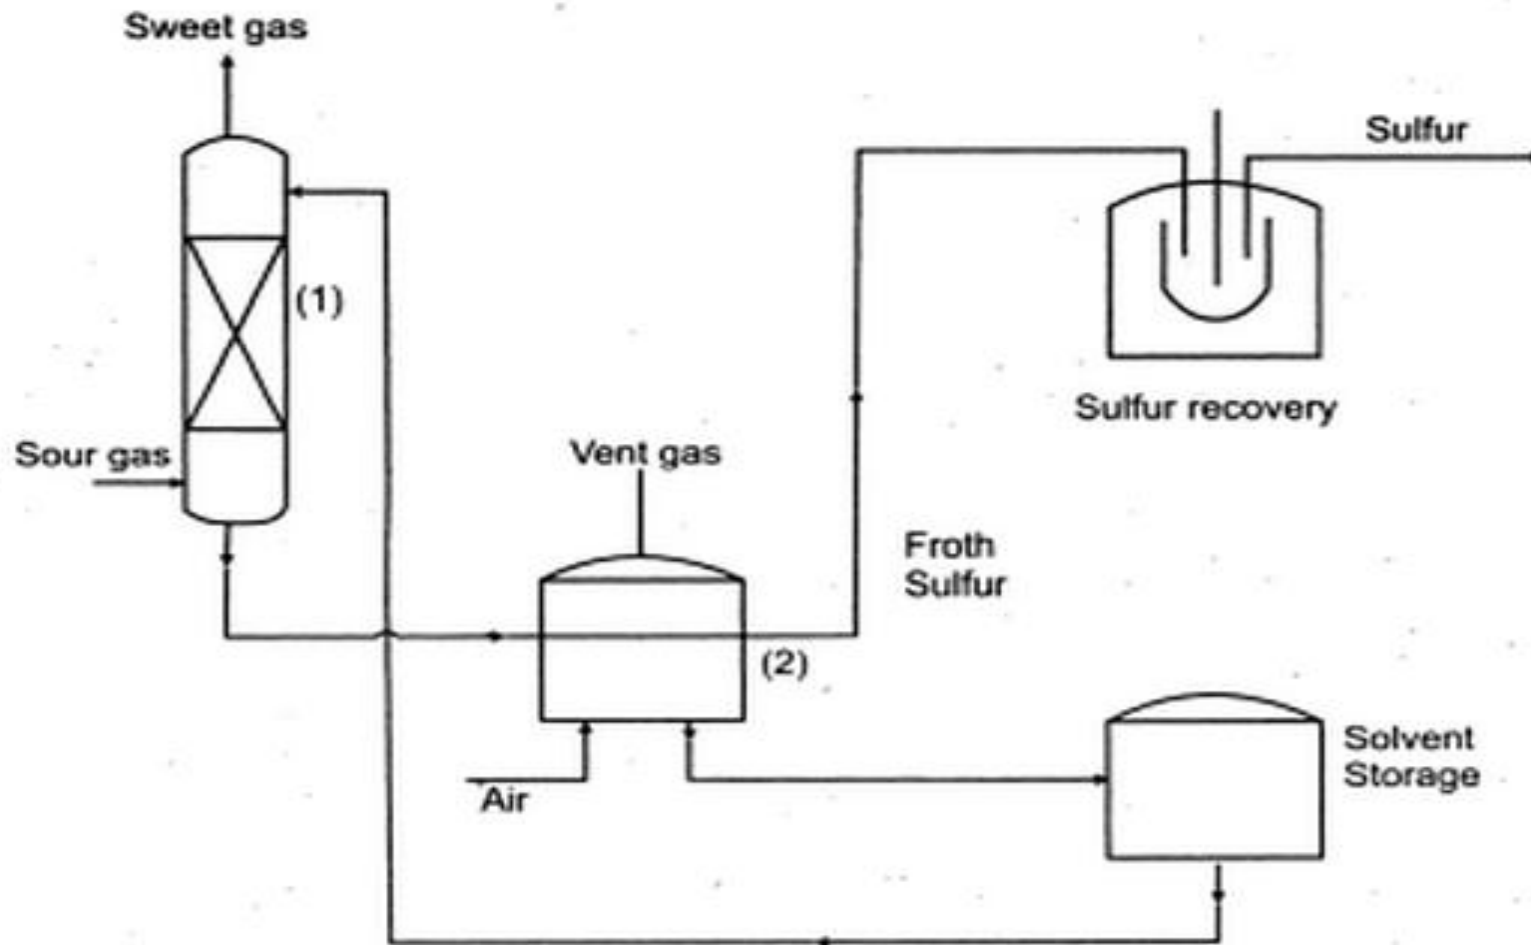 Sweet gas
Sulfur
(1)
Sulfur recovery
Sour gas
Vent gas
Froth
Sulfur
(2)
Solvent
Storage
Air